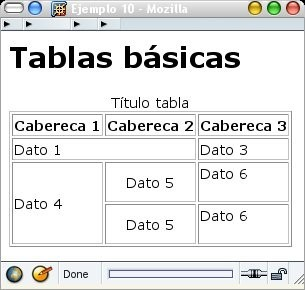 Ejemplo 10 - Mozilla
Tablas básicas
Título tabla
Cabereca 1 Cabereca 2 Cabereca 3
Dato 1 Dato 3
Dato 4 Dato 5 Dato 6
Dato 5 Dato 6
Done